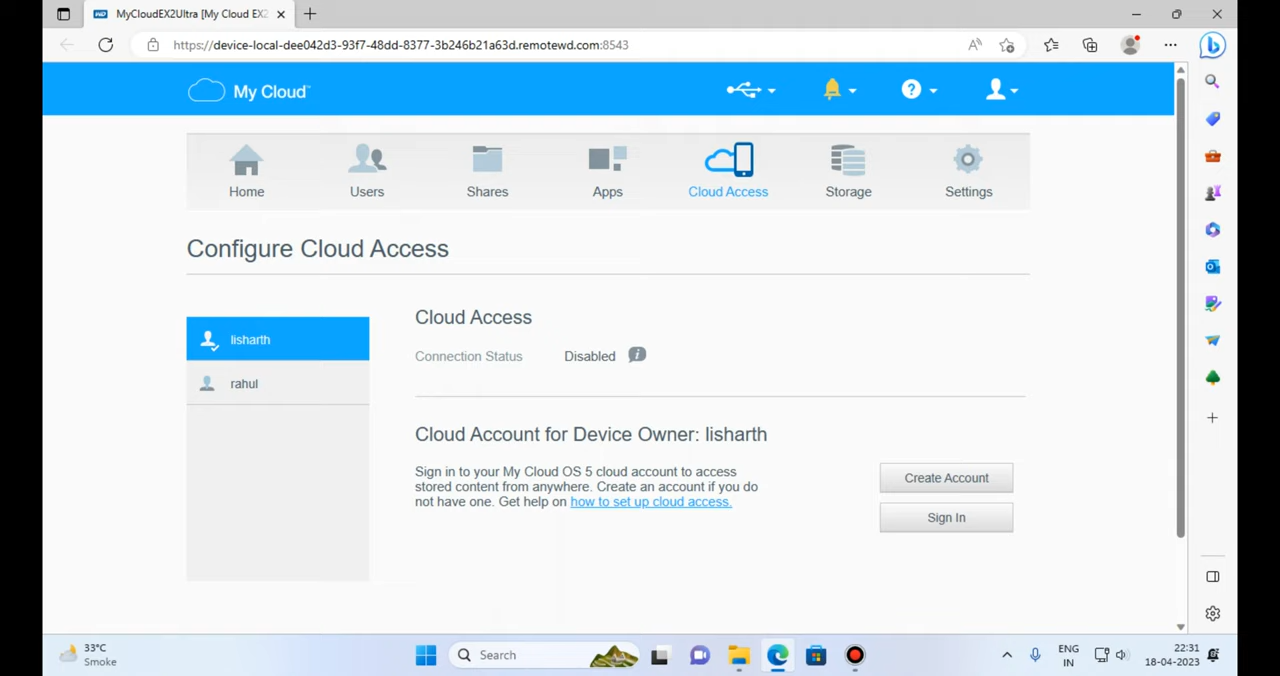 MyCloudEX2Ultra [My Cloud EX2
https://device-local-dee042d3-93f7-48dd-8377-3b246b21a63d.remotewd.com:8543
My Cloud™
Home
Users
Shares
Apps
Cloud Access
Storage
Settings
Configure Cloud Access
lisharth
rahul
Cloud Access
Connection Status Disabled
Cloud Account for Device Owner: lisharth
Sign in to your My Cloud OS 5 cloud account to access
stored content from anywhere. Create an account if you do
not have one. Get help on how to set up cloud access.
Create Account
Sign In
33°C
Smoke
Search
ENG
IN
22:31
18-04-2023